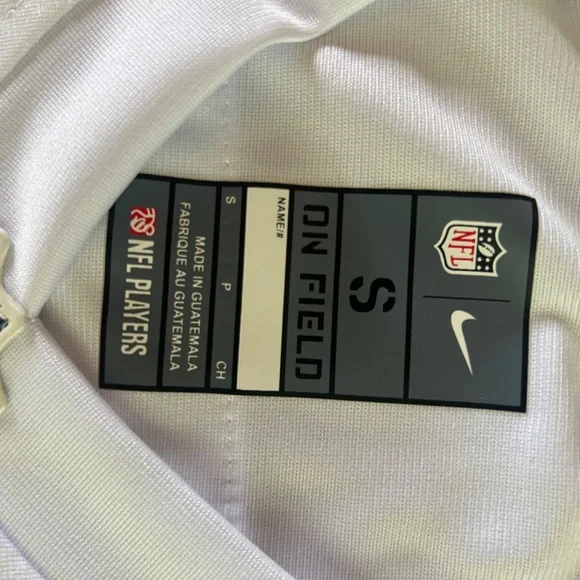 NFL
S
ON FIELD
NAME/#
S P CH
MADE IN GUATEMALA
FABRIQUE AU GUATEMALA
NFL PLAYERS